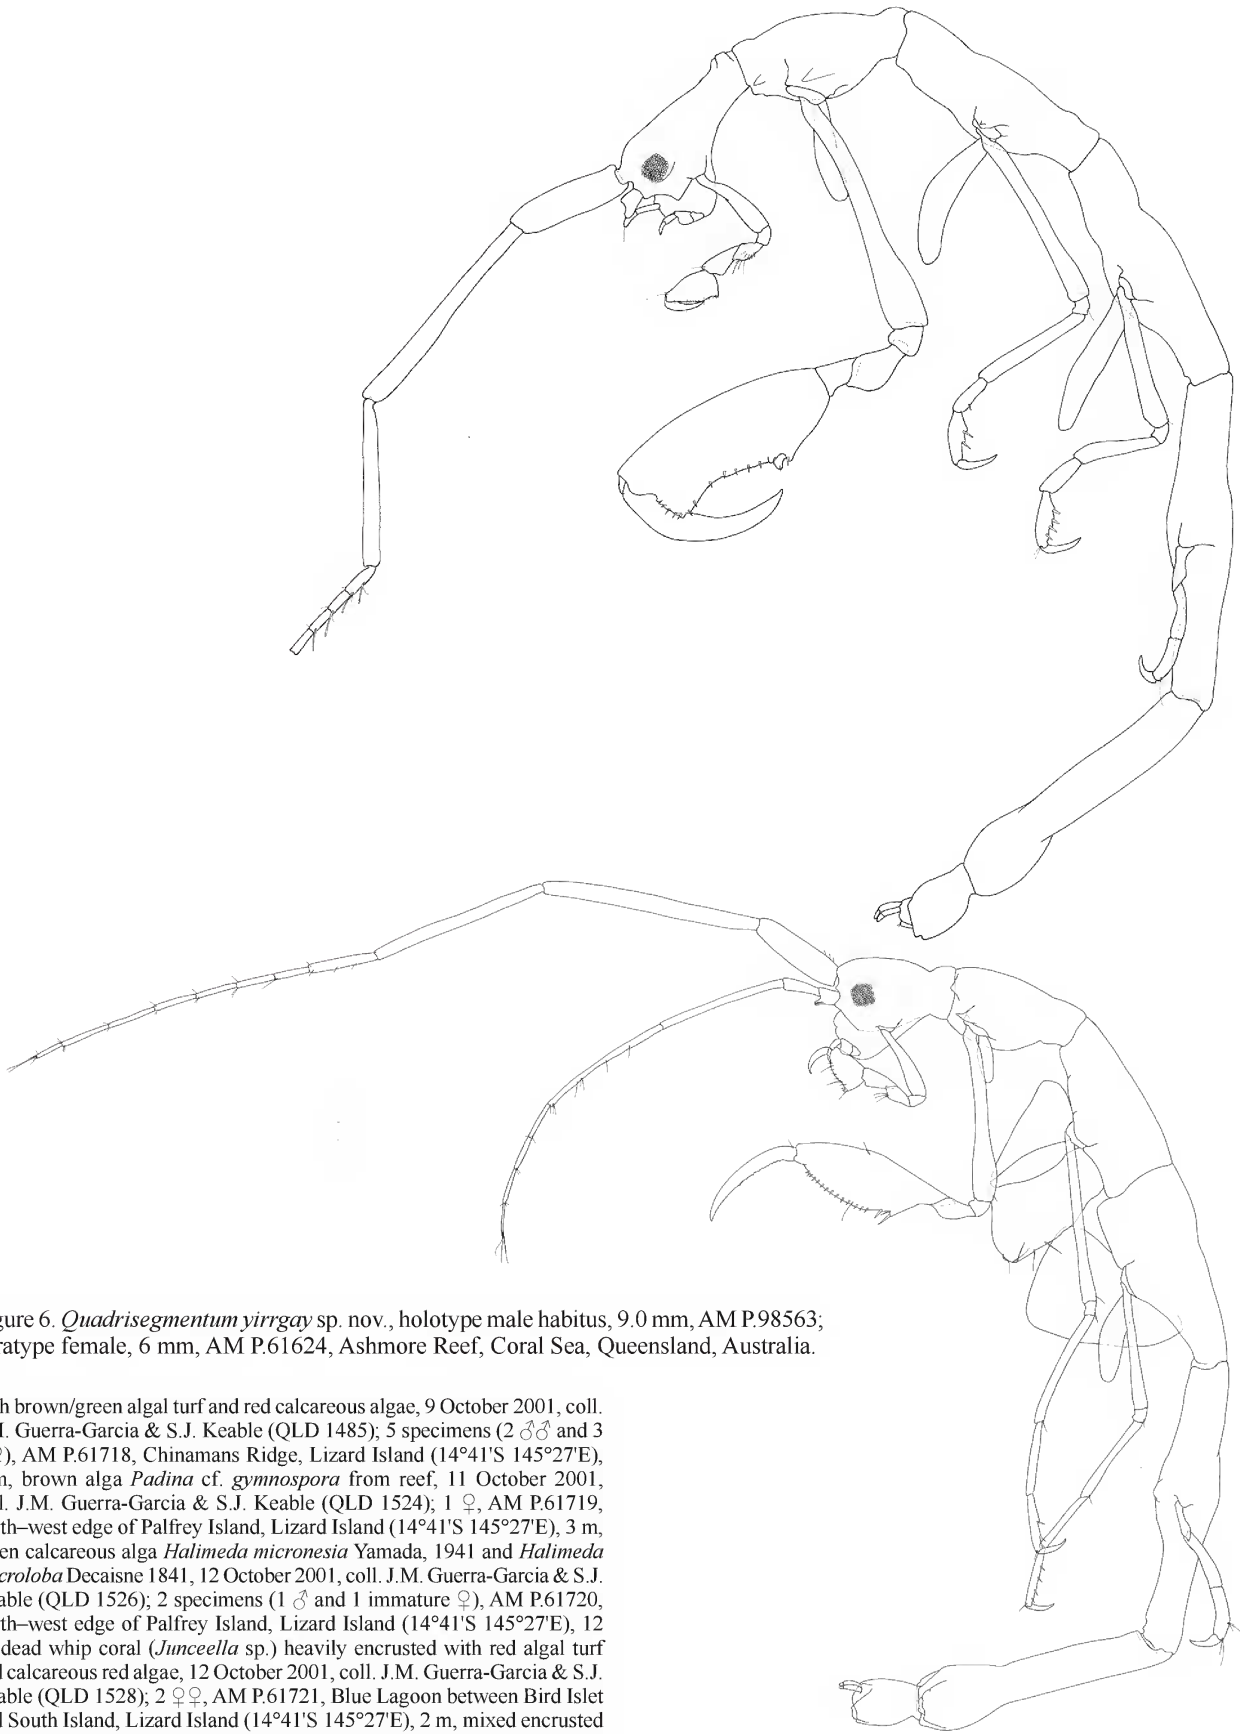 gure 6. Quadrisegmentum yirrgay sp. nov., holotype male habitus, 9.0 mm, AM P.98563;
ratype female, 6 mm, AM P.61624, Ashmore Reef, Coral Sea, Queensland, Australia.
h brown/green algal turf and red calcareous algae, 9 October 2001, coll.
I. Guerra-Garcia & S.J. Keable (QLD 1485); 5 specimens (2 ♂♂ and 3
♀), AM P.61718, Chinamans Ridge, Lizard Island (14°41'S 145°27'E),
n, brown alga Padina cf. gymnospora from reef, 11 October 2001,
l. J.M. Guerra-Garcia & S.J. Keable (QLD 1524); 1 ♀, AM P.61719,
th–west edge of Palfrey Island, Lizard Island (14°41'S 145°27'E), 3 m,
en calcareous alga Halimeda micronesia Yamada, 1941 and Halimeda
croloba Decaisne 1841, 12 October 2001, coll. J.M. Guerra-Garcia & S.J.
able (QLD 1526); 2 specimens (1 ♂ and 1 immature ♀), AM P.61720,
th–west edge of Palfrey Island, Lizard Island (14°41'S 145°27'E), 12
dead whip coral (Junceella sp.) heavily encrusted with red algal turf
l calcareous red algae, 12 October 2001, coll. J.M. Guerra-Garcia & S.J.
able (QLD 1528); 2 ♀♀, AM P.61721, Blue Lagoon between Bird Islet
l South Island, Lizard Island (14°41'S 145°27'E), 2 m, mixed encrusted